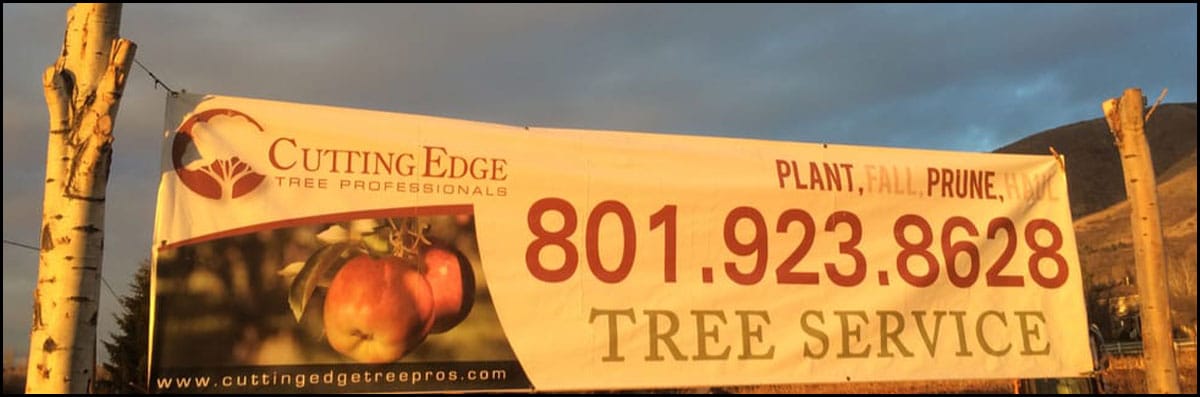 CUTTING EDGE
TREE PROFESSIONALS
PLANT, FALL, PRUNE, HAUL
801.923.8628
TREE SERVICE
www.cuttingedgetreepros.com